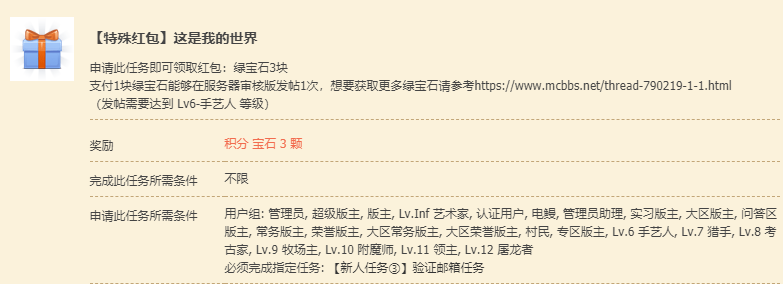 【特殊红包】这是我的世界
申请此任务即可领取红包：绿宝石3块
支付1块绿宝石能够在服务器审核版发帖1次，想要获取更多绿宝石请参考https://www.mcbbs.net/thread-790219-1-1.html
（发帖需要达到 Lv6-手艺人 等级）
奖励 积分 宝石 3 颗
完成此任务所需条件 不限
申请此任务所需条件 用户组: 管理员, 超级版主, 版主, Lv.Inf 艺术家, 认证用户, 电鳗, 管理员助理, 实习版主, 大区版主, 问答区
版主, 常务版主, 荣誉版主, 大区常务版主, 大区荣誉版主, 村民, 专区版主, Lv.6 手艺人, Lv.7 猎手, Lv.8 考
古家, Lv.9 牧场主, Lv.10 附魔师, Lv.11 领主, Lv.12 屠龙者
必须完成指定任务: 【新人任务③】验证邮箱任务